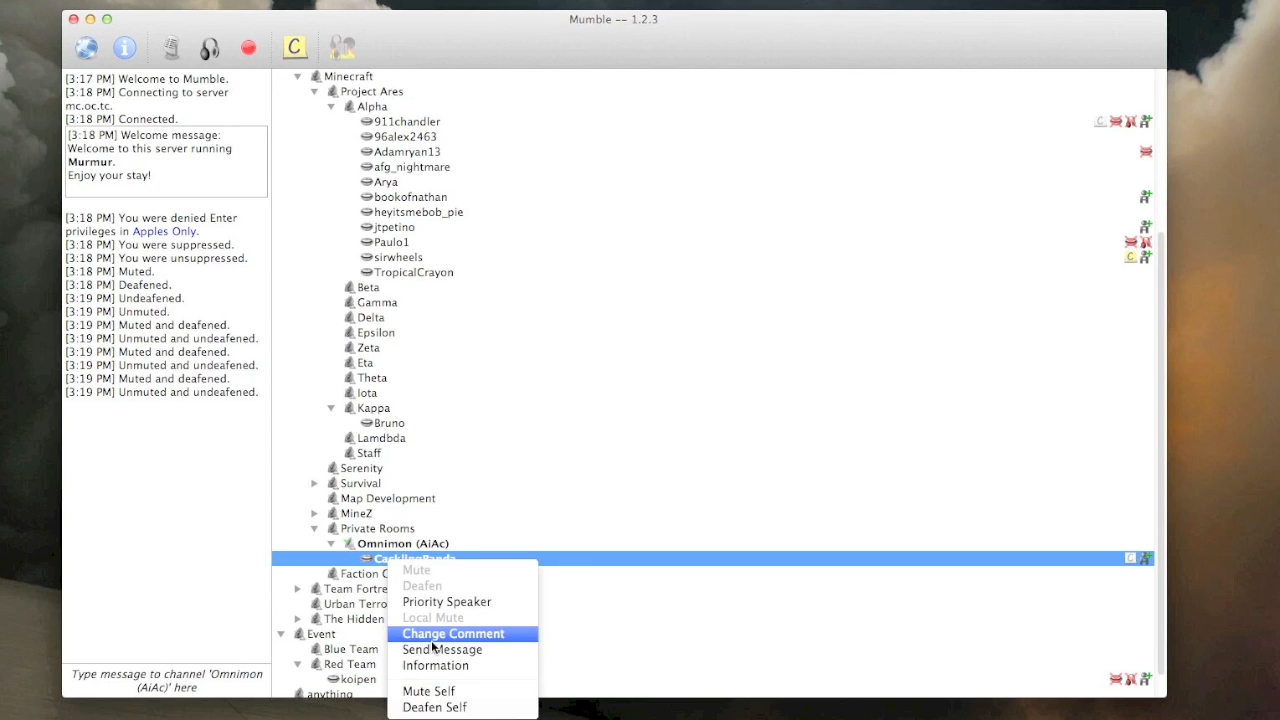 Mumble -- 1.2.3
C
[3:17 PM] Welcome to Mumble.
[3:18 PM] Connecting to server
mc.oc.tc.
[3:18 PM] Connected.
[3:18 PM] Welcome message:
Welcome to this server running
Murmur.
Enjoy your stay!
[3:18 PM] You were denied Enter
privileges in Apples Only.
[3:18 PM] You were suppressed.
[3:18 PM] You were unsuppressed.
[3:18 PM] Muted.
[3:18 PM] Deafened.
[3:19 PM] Undeafened.
[3:19 PM] Unmuted.
[3:19 PM] Muted and deafened.
[3:19 PM] Unmuted and undeafened.
[3:19 PM] Muted and deafened.
[3:19 PM] Unmuted and undeafened.
[3:19 PM] Muted and deafened.
[3:19 PM] Unmuted and undeafened.
Type message to channel 'Omnimon
(AiAc)' here
Minecraft
Project Ares
Alpha
911chandler C
96alex2463
Adamryan13
afg_nightmare
Arya
bookofnathan
heyitsmebob_pie
jtpetino
Paulo1
sirwheels C
TropicalCrayon
Beta
Gamma
Delta
Epsilon
Zeta
Eta
Theta
Iota
Kappa
Bruno
Lamdbda
Staff
Serenity
Survival
Map Development
MineZ
Private Rooms
Omnimon (AiAc)
CacklingPanda C
Faction C
Team Fortre
Urban Terro
The Hidden
Event
Blue Team
Red Team
koipen
anything
Mute
Deafen
Priority Speaker
Local Mute
Change Comment
Send Message
Information
Mute Self
Deafen Self